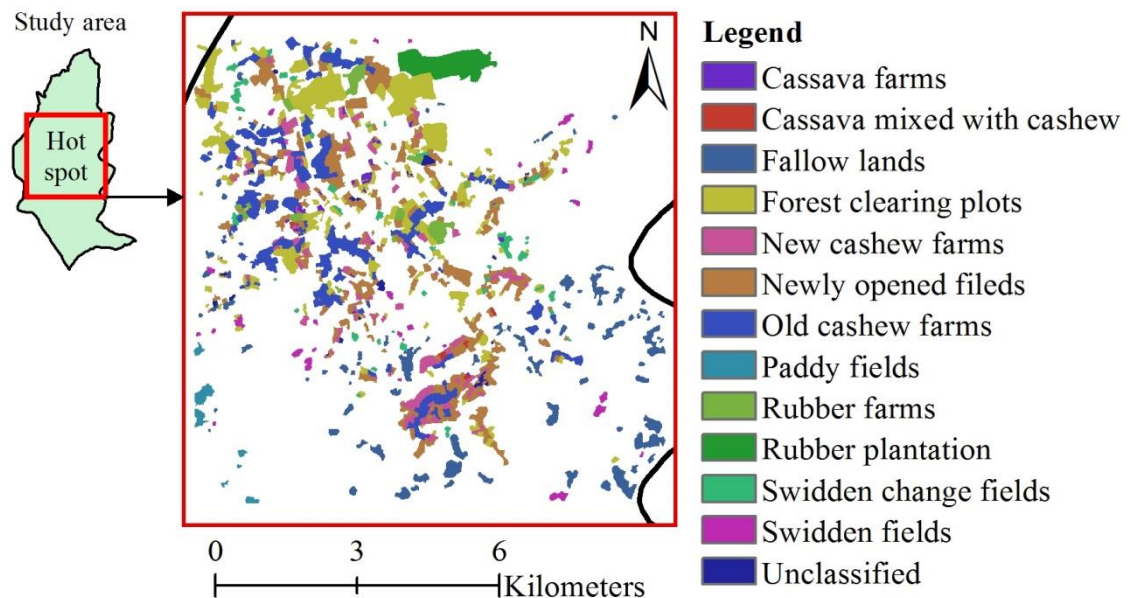 Study area
Hot
spot
N
0 3 6
Kilometers
Legend
Cassava farms
Cassava mixed with cashew
Fallow lands
Forest clearing plots
New cashew farms
Newly opened fileds
Old cashew farms
Paddy fields
Rubber farms
Rubber plantation
Swidden change fields
Swidden fields
Unclassified